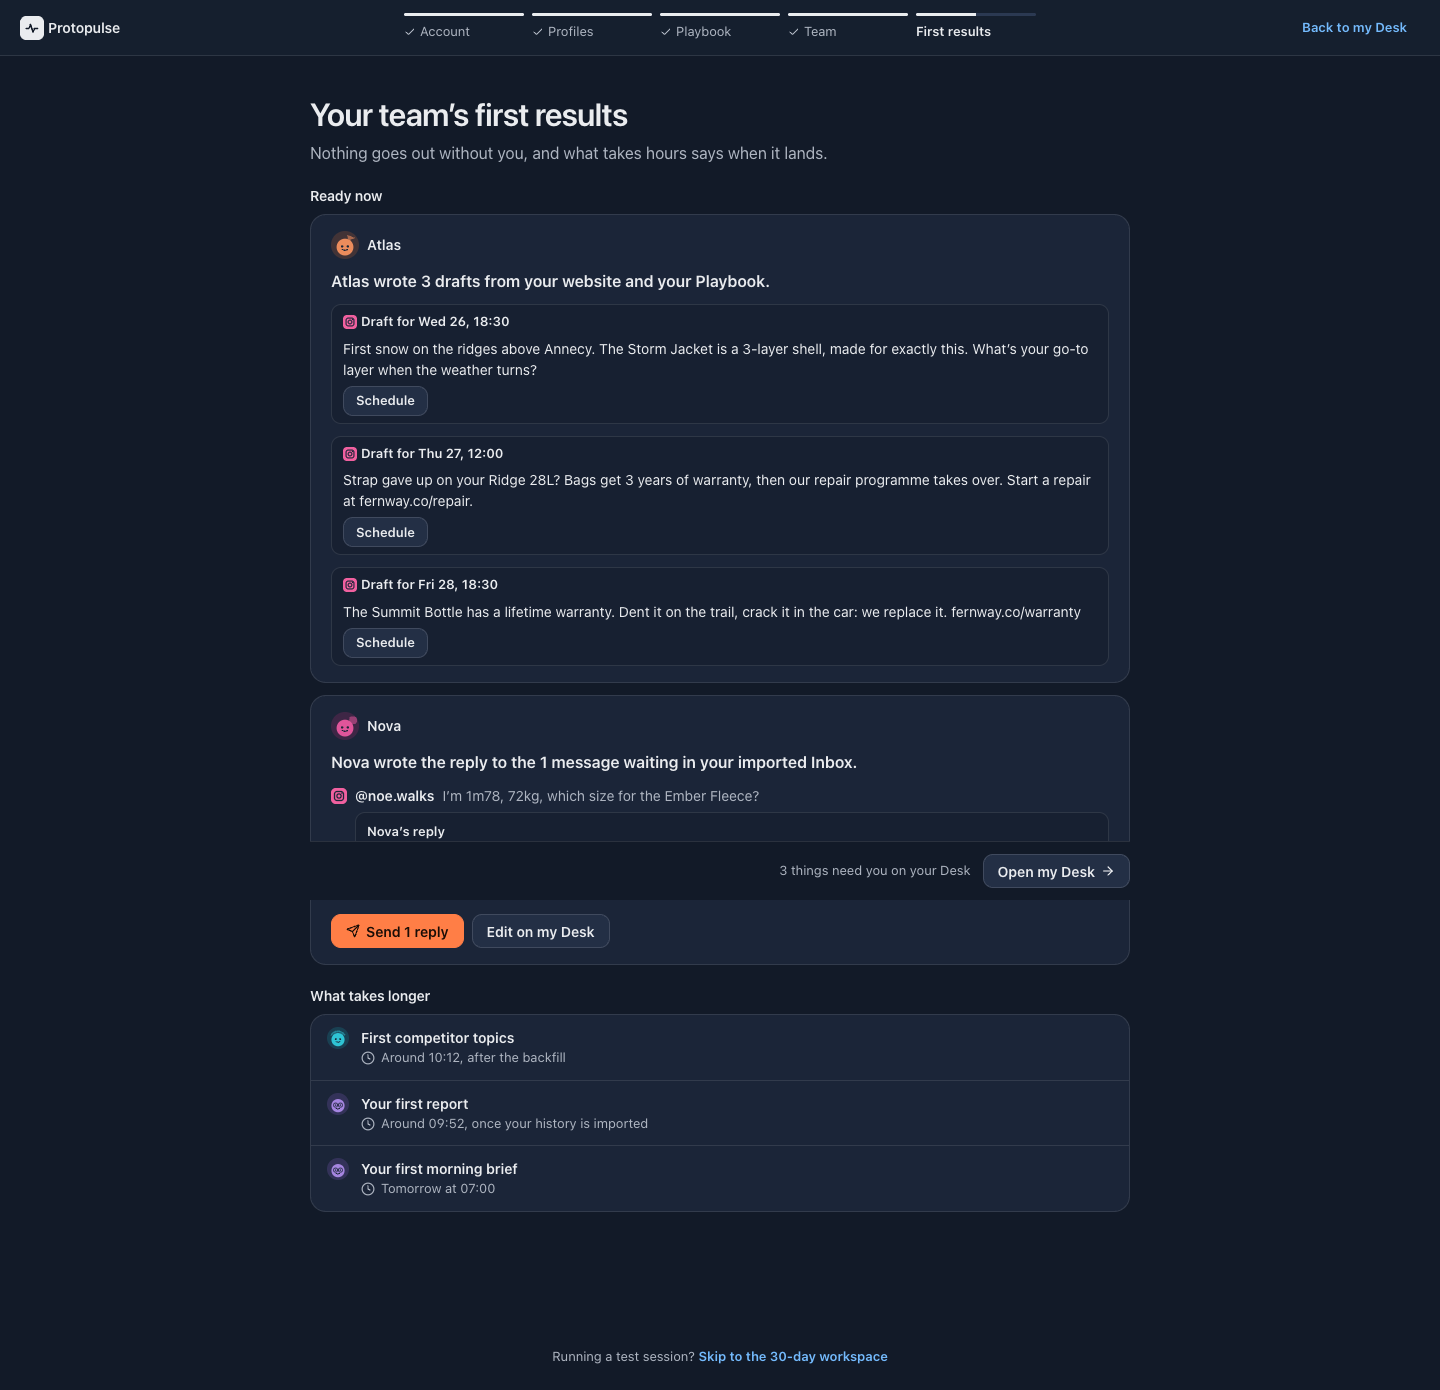 Protopulse
Account
Profiles
Playbook
Team
First results
Back to my Desk
Your team’s first results
Nothing goes out without you, and what takes hours says when it lands.
Ready now
Atlas
Atlas wrote 3 drafts from your website and your Playbook.
Draft for Wed 26, 18:30
First snow on the ridges above Annecy. The Storm Jacket is a 3-layer shell, made for exactly this. What’s your go-to
layer when the weather turns?
Schedule
Draft for Thu 27, 12:00
Strap gave up on your Ridge 28L? Bags get 3 years of warranty, then our repair programme takes over. Start a repair
at fernway.co/repair.
Schedule
Draft for Fri 28, 18:30
The Summit Bottle has a lifetime warranty. Dent it on the trail, crack it in the car: we replace it. fernway.co/warranty
Schedule
Nova
Nova wrote the reply to the 1 message waiting in your imported Inbox.
@noe.walks I’m 1m78, 72kg, which size for the Ember Fleece?
Nova’s reply
3 things need you on your Desk
Open my Desk
Send 1 reply
Edit on my Desk
What takes longer
First competitor topics
Around 10:12, after the backfill
Your first report
Around 09:52, once your history is imported
Your first morning brief
Tomorrow at 07:00
Running a test session? Skip to the 30-day workspace